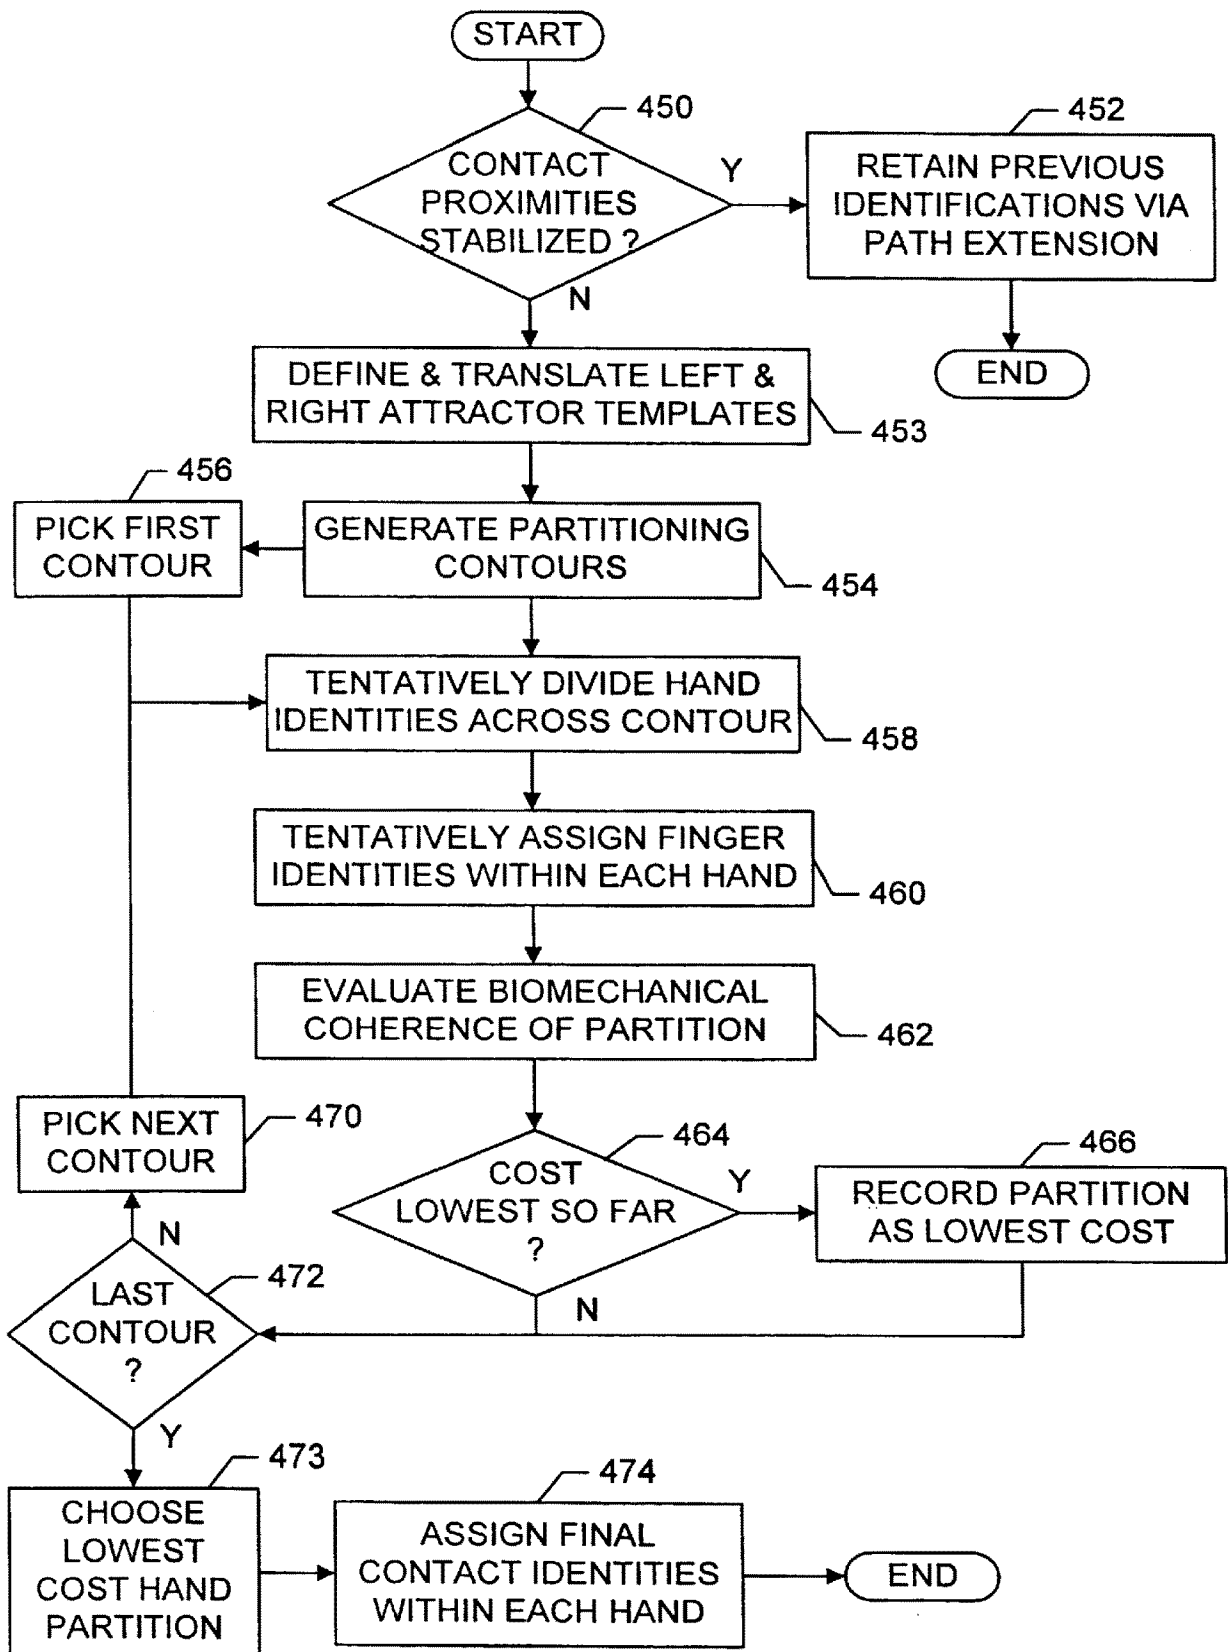 START
450
CONTACT
PROXIMITIES
STABILIZED ?
Y
N
452
RETAIN PREVIOUS
IDENTIFICATIONS VIA
PATH EXTENSION
END
DEFINE & TRANSLATE LEFT &
RIGHT ATTRACTOR TEMPLATES
453
456
PICK FIRST
CONTOUR
GENERATE PARTITIONING
CONTOURS
454
TENTATIVELY DIVIDE HAND
IDENTITIES ACROSS CONTOUR
458
TENTATIVELY ASSIGN FINGER
IDENTITIES WITHIN EACH HAND
460
EVALUATE BIOMECHANICAL
COHERENCE OF PARTITION
462
PICK NEXT
CONTOUR
470
464
COST
LOWEST SO FAR
?
Y
N
466
RECORD PARTITION
AS LOWEST COST
N
472
LAST
CONTOUR
?
Y
473
CHOOSE
LOWEST
COST HAND
PARTITION
474
ASSIGN FINAL
CONTACT IDENTITIES
WITHIN EACH HAND
END